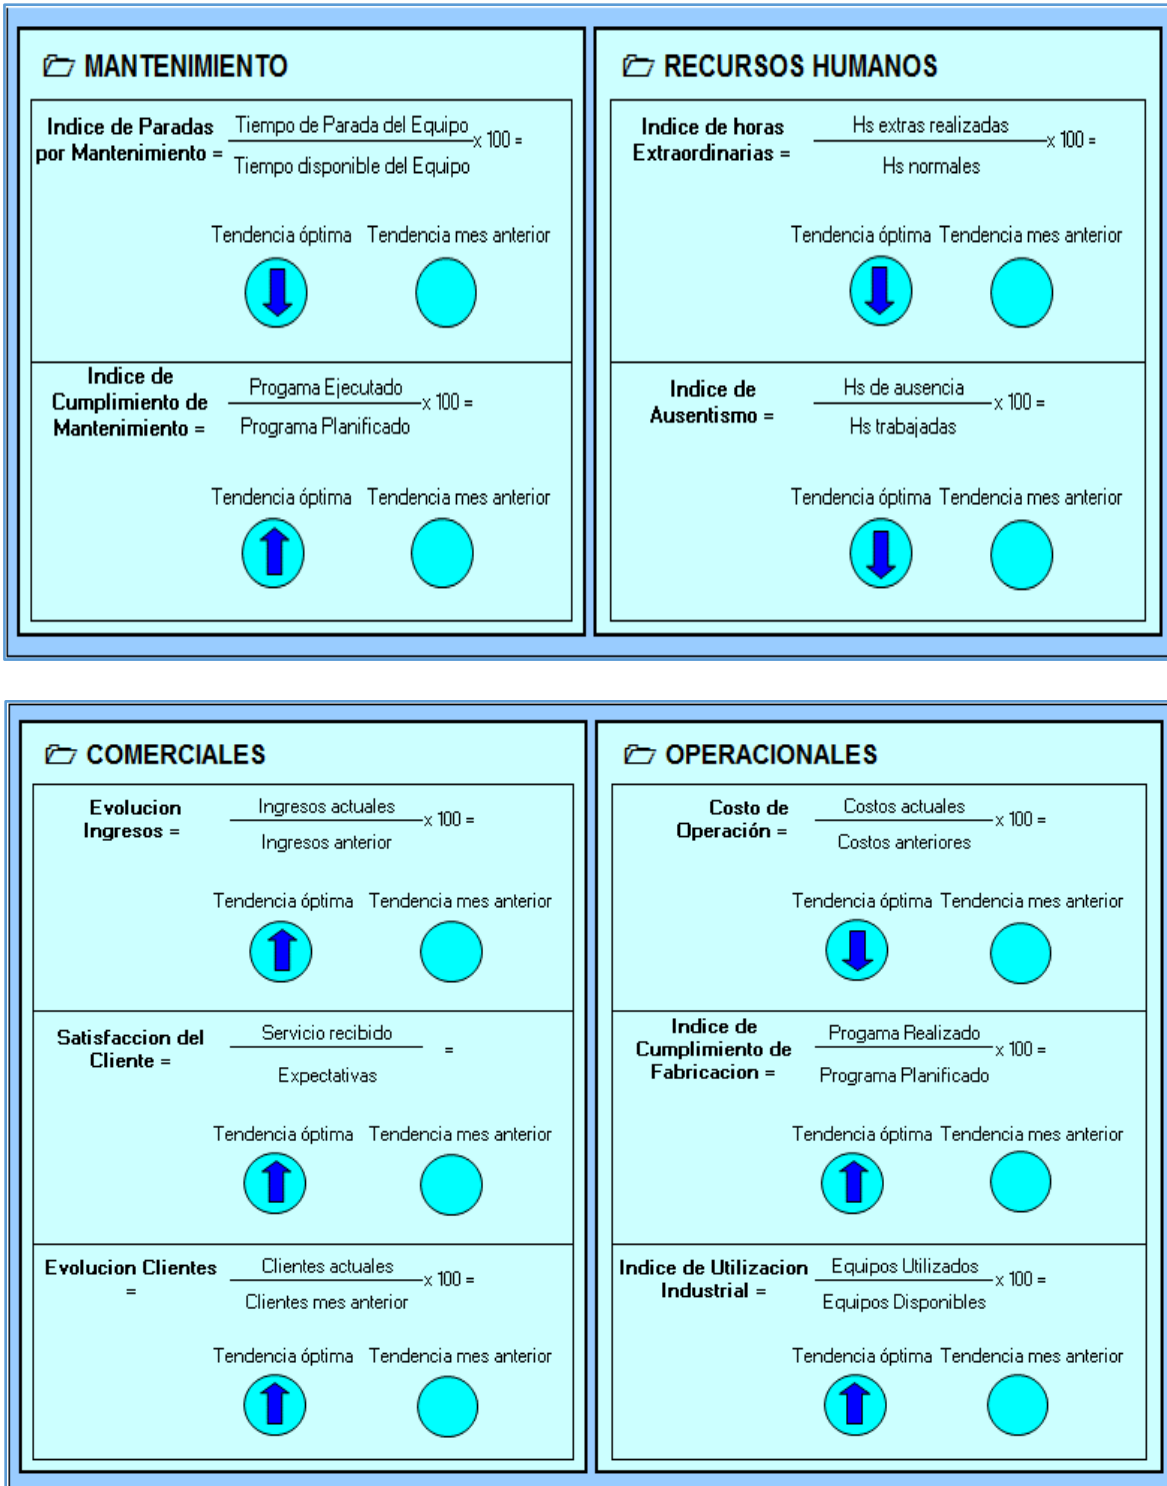 MANTENIMIENTO
Indice de Paradas
por Mantenimiento =
Tiempo de Parada del Equipo
x 100 =
Tiempo disponible del Equipo
Tendencia óptima
Tendencia mes anterior
Indice de
Cumplimiento de
Mantenimiento =
Progama Ejecutado
x 100 =
Programa Planificado
Tendencia óptima
Tendencia mes anterior
RECURSOS HUMANOS
Indice de horas
Extraordinarias =
Hs extras realizadas
x 100 =
Hs normales
Tendencia óptima
Tendencia mes anterior
Indice de
Ausentismo =
Hs de ausencia
x 100 =
Hs trabajadas
Tendencia óptima
Tendencia mes anterior
COMERCIALES
Evolucion
Ingresos =
Ingresos actuales
x 100 =
Ingresos anterior
Tendencia óptima
Tendencia mes anterior
Satisfaccion del
Cliente =
Servicio recibido
=
Expectativas
Tendencia óptima
Tendencia mes anterior
Evolucion Clientes
=
Clientes actuales
x 100 =
Clientes mes anterior
Tendencia óptima
Tendencia mes anterior
OPERACIONALES
Costo de
Operación =
Costos actuales
x 100 =
Costos anteriores
Tendencia óptima
Tendencia mes anterior
Indice de
Cumplimiento de
Fabricacion =
Progama Realizado
x 100 =
Programa Planificado
Tendencia óptima
Tendencia mes anterior
Indice de Utilizacion
Industrial =
Equipos Utilizados
x 100 =
Equipos Disponibles
Tendencia óptima
Tendencia mes anterior